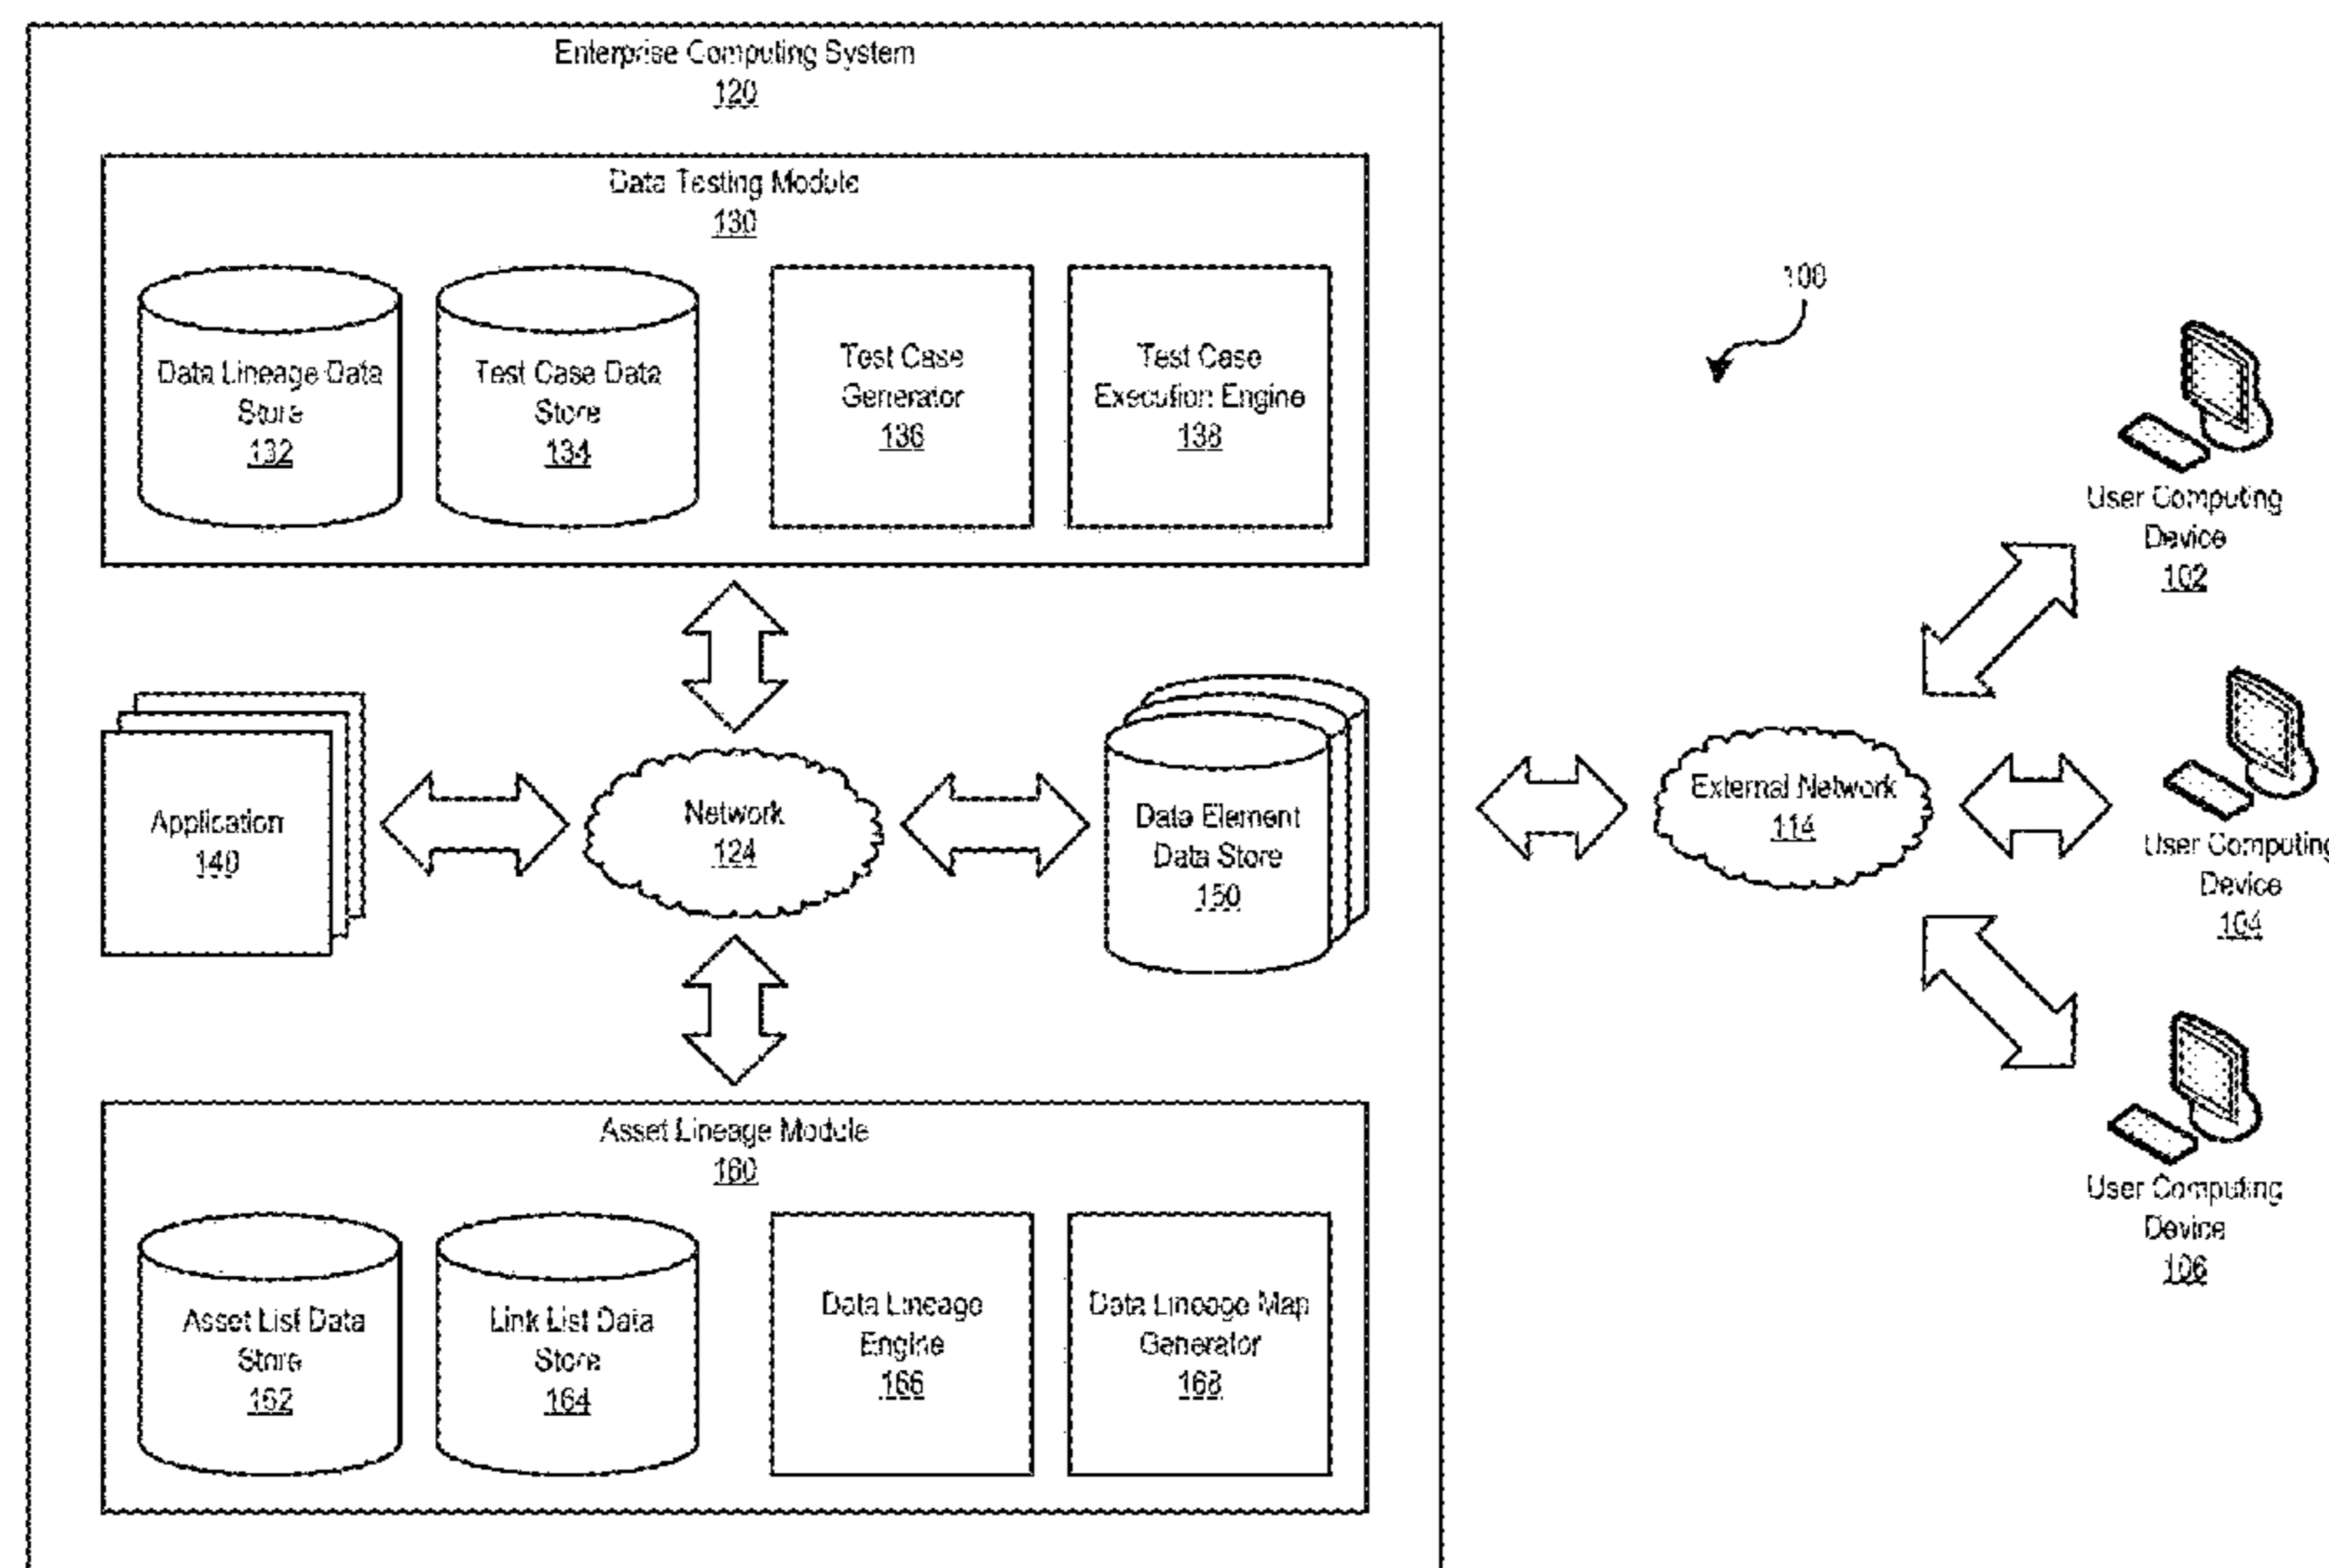 Enterprise Computing System
120
Data Testing Module
130
Data Lineage Data
Store
132
Test Case Data
Store
134
Test Case
Generator
136
Test Case
Execution Engine
138
100
User Computing
Device
102
Application
140
Network
124
Data Element
Data Store
150
External Network
114
User Computing
Device
104
User Computing
Device
106
Asset Lineage Module
160
Asset List Data
Store
162
Link List Data
Store
164
Data Lineage
Engine
166
Data Lineage Map
Generator
168